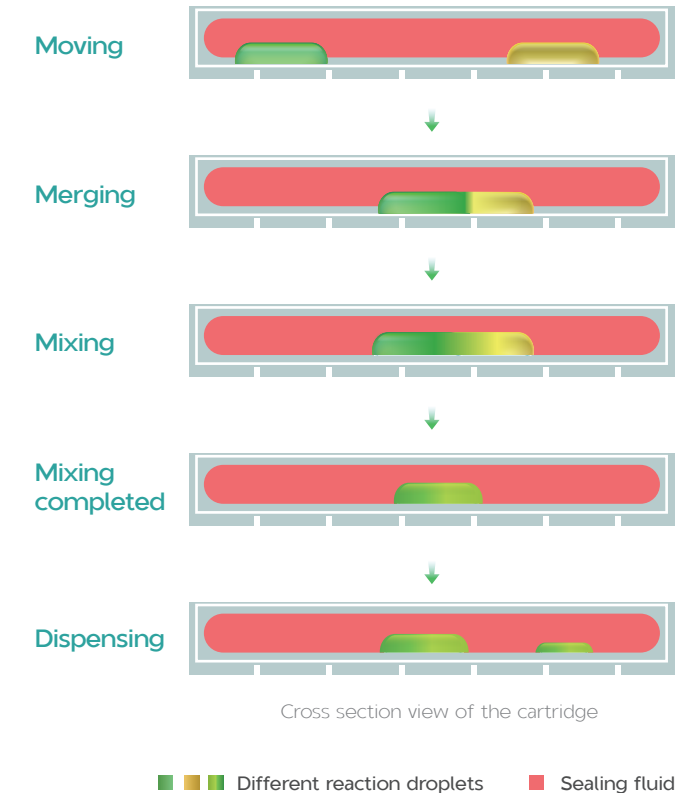 Moving
Merging
Mixing
Mixing
completed
Dispensing
Cross section view of the cartridge
Different reaction droplets
Sealing fluid